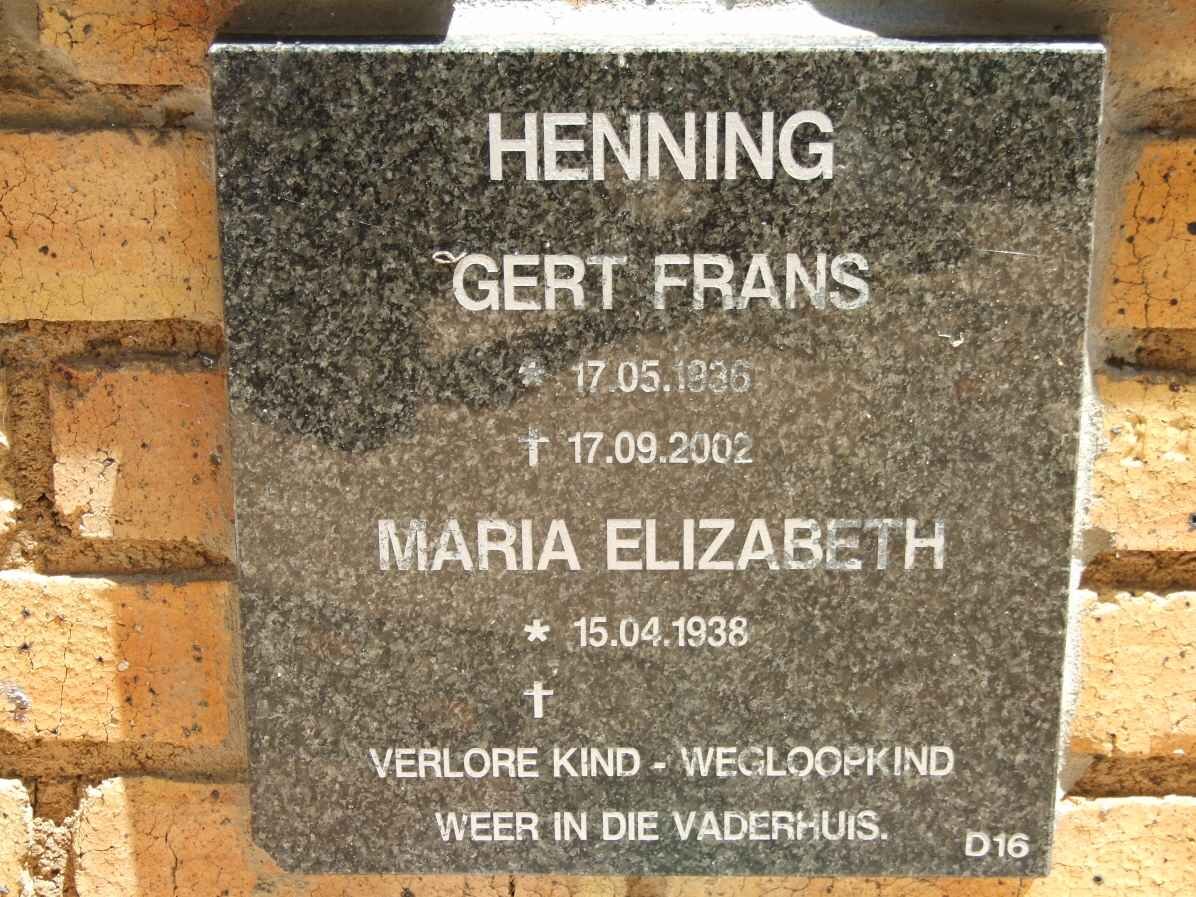 HENNING
GERT FRANS
* 17.05.1936
† 17.09.2002
MARIA ELIZABETH
* 15.04.1938
†
VERLORE KIND - WEGLOOPKIND
WEER IN DIE VADERHUIS.
D16